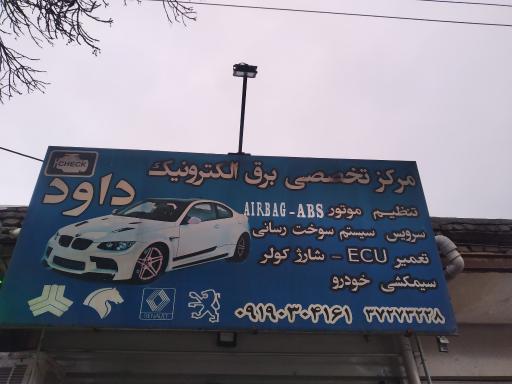 CHECK
مرکز تخصصی برق الکترونیک
داود
تنظیم موتور AIRBAG-ABS
سرویس سیستم سوخت رسانی
تعمیر ECU - شارژ کولر
سیمکشی خودرو
RENAULT
۰۹۱۹۰۳۰۴۱۶۱ ۳۷۲۷۳۲۲۸